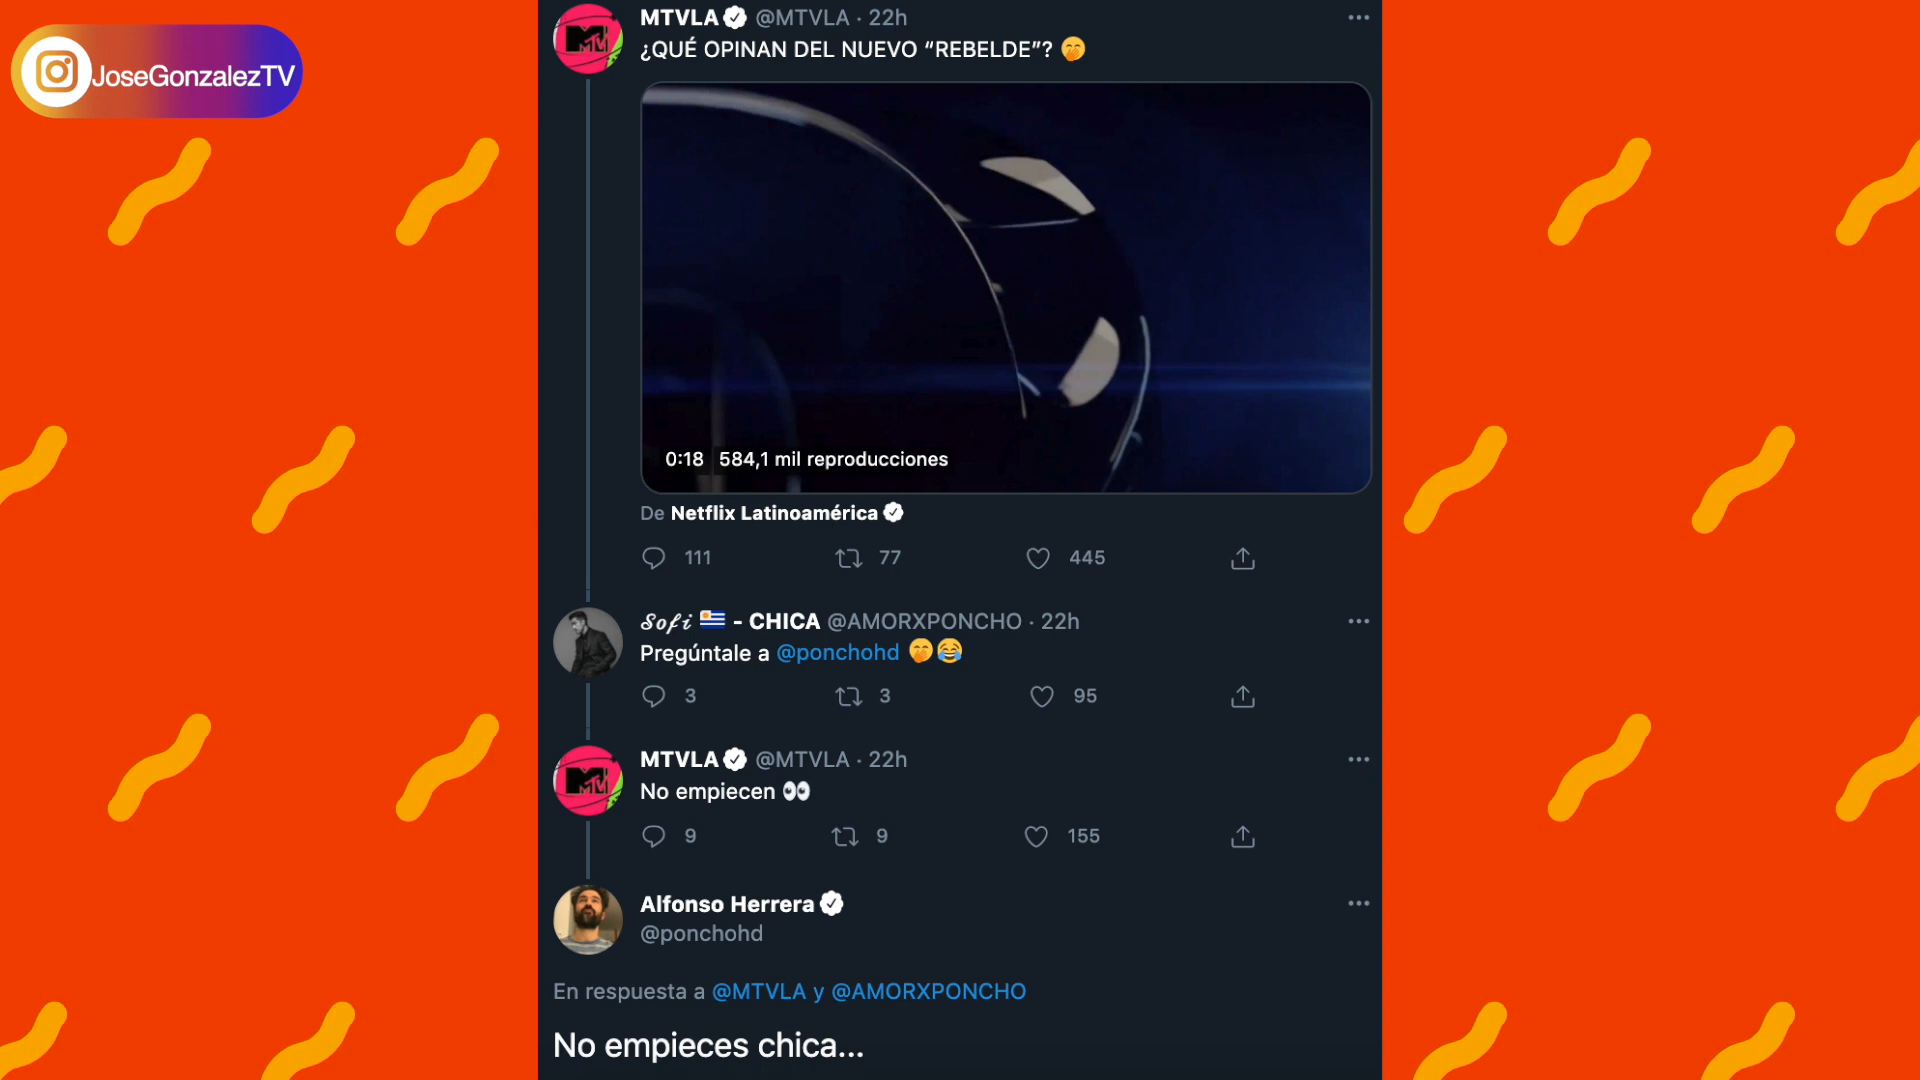 JoseGonzalezTV
MTVLA @MTVLA · 22h
¿QUÉ OPINAN DEL NUEVO “REBELDE”? 🤭
0:18 584,1 mil reproducciones
De Netflix Latinoamérica
111 77 445
𝓢𝓸𝓯𝓲 🇺🇾 - CHICA @AMORXPONCHO · 22h
Pregúntale a @ponchohd 🤭😂
3 3 95
MTVLA @MTVLA · 22h
No empiecen 👀
9 9 155
Alfonso Herrera
@ponchohd
En respuesta a @MTVLA y @AMORXPONCHO
No empieces chica...